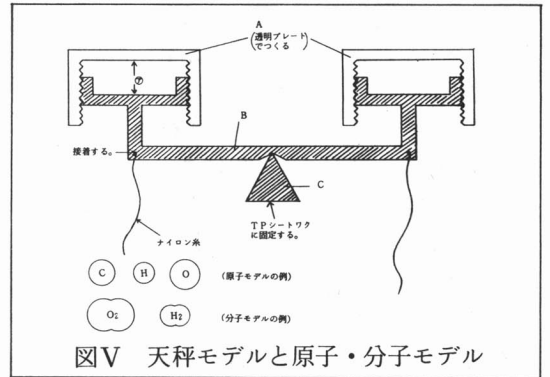 A
(透明プレートでつくる)
㋐
B
接着する。
C
TPシートワクに固定する。
ナイロン糸
C H O (原子モデルの例)
O₂ H₂ (分子モデルの例)
図Ⅴ 天秤モデルと原子・分子モデル